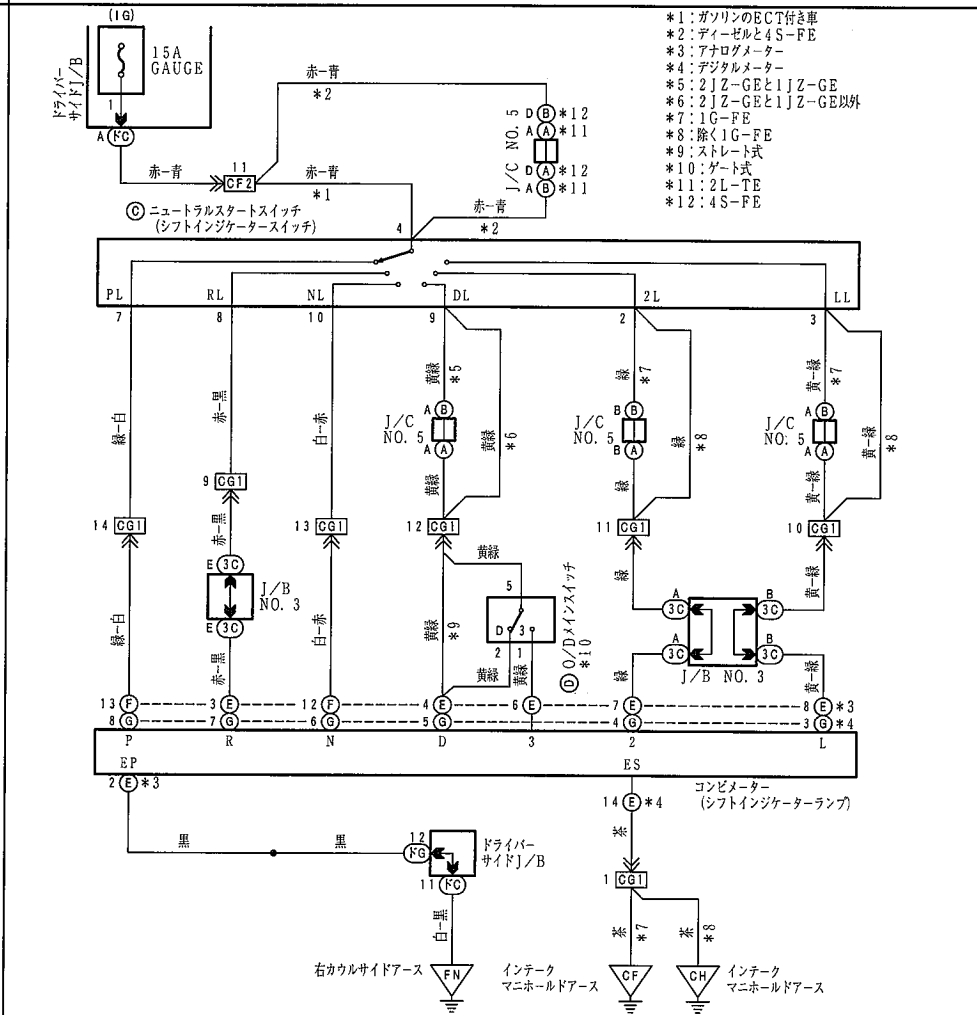 (IG)
15A
GAUGE
ドライバー
サイドJ/B
1
A ドC
*1:ガソリンのECT付き車
*2:ディーゼルと4S-FE
*3:アナログメーター
*4:デジタルメーター
*5:2JZ-GEと1JZ-GE
*6:2JZ-GEと1JZ-GE以外
*7:1G-FE
*8:除く1G-FE
*9:ストレート式
*10:ゲート式
*11:2L-TE
*12:4S-FE
赤-青
*2
J/C NO. 5
D B *12
A A *11
D A *12
A B *11
赤-青
11
CF2
赤-青
*1
赤-青
*2
C ニュートラルスタートスイッチ
(シフトインジケータースイッチ)
4
PL RL NL DL 2L LL
7 8 10 9 2 3
緑-白
赤-黒
白-赤
黄緑 *5
黄緑 *6
緑 *7
緑 *8
黄-緑 *7
黄-緑 *8
A B
J/C
NO. 5
A A
B B
J/C
NO. 5
B A
A B
J/C
NO. 5
A A
黄緑
緑
黄-緑
9 CG1
14 CG1
13 CG1
12 CG1
11 CG1
10 CG1
赤-黒
E 3C
J/B
NO. 3
E 3C
緑-白
赤-黒
白-赤
黄緑 *9
黄緑
5
D 3
2 1
黄緑
黄緑
D O/Dメインスイッチ
*10
緑
黄-緑
A 3C
B 3C
A 3C
B 3C
J/B NO. 3
緑
黄-緑
13 F 3 E 12 F 4 E 6 E 7 E 8 E *3
8 G 7 G 6 G 5 G 4 G 3 G *4
P R N D 3 2 L
EP ES
2 E *3
コンビメーター
(シフトインジケーターランプ)
14 E *4
黒 黒
12
ドG
ドライバー
サイドJ/B
11 ドC
茶
1 CG1
白-黒
茶 *7
茶 *8
右カウルサイドアース
FN
インテーク
マニホールドアース
CF
CH
インテーク
マニホールドアース